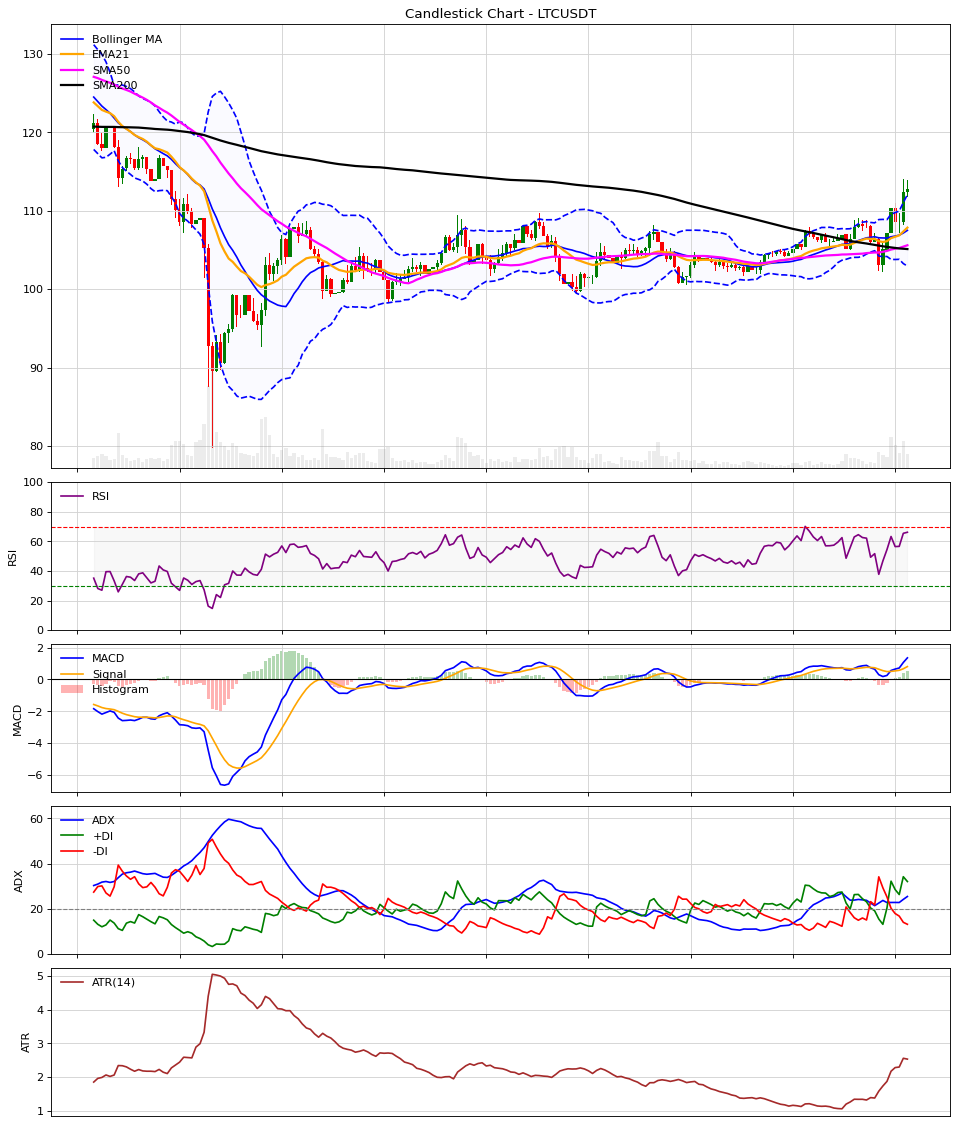 Candlestick Chart - LTCUSDT
Bollinger MA
EMA21
SMA50
SMA200
130
120
110
100
90
80
RSI
100
80
60
40
20
0
RSI
MACD
Signal
Histogram
2
0
−2
−4
−6
MACD
ADX
+DI
-DI
60
40
20
0
ADX
ATR(14)
5
4
3
2
1
ATR